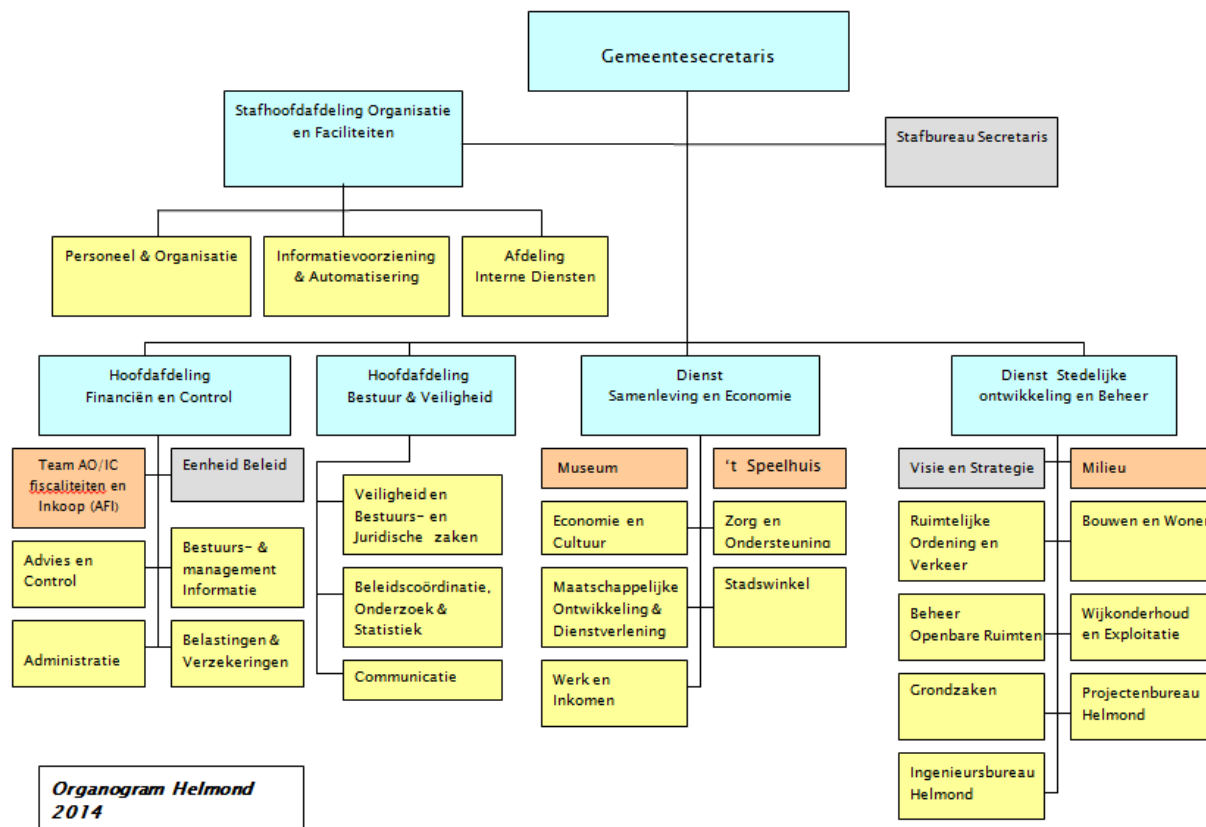 Gemeentesecretaris
Stafhoofdafdeling Organisatie
en Faciliteiten
Stafbureau Secretaris
Personeel & Organisatie
Informatievoorziening
& Automatisering
Afdeling
Interne Diensten
Hoofdafdeling
Financiën en Control
Hoofdafdeling
Bestuur & Veiligheid
Dienst
Samenleving en Economie
Dienst Stedelijke
ontwikkeling en Beheer
Team AO/IC
fiscaliteiten en
Inkoop (AFI)
Eenheid Beleid
Advies en
Control
Bestuurs- &
management
Informatie
Administratie
Belastingen &
Verzekeringen
Veiligheid en
Bestuurs- en
Juridische zaken
Beleidscoördinatie,
Onderzoek &
Statistiek
Communicatie
Museum
't Speelhuis
Economie en
Cultuur
Zorg en
Ondersteuning
Maatschappelijke
Ontwikkeling &
Dienstverlening
Stadswinkel
Werk en
Inkomen
Visie en Strategie
Milieu
Ruimtelijke
Ordening en
Verkeer
Bouwen en Wonen
Beheer
Openbare Ruimten
Wijkonderhoud
en Exploitatie
Grondzaken
Projectenbureau
Helmond
Ingenieursbureau
Helmond
Organogram Helmond
2014